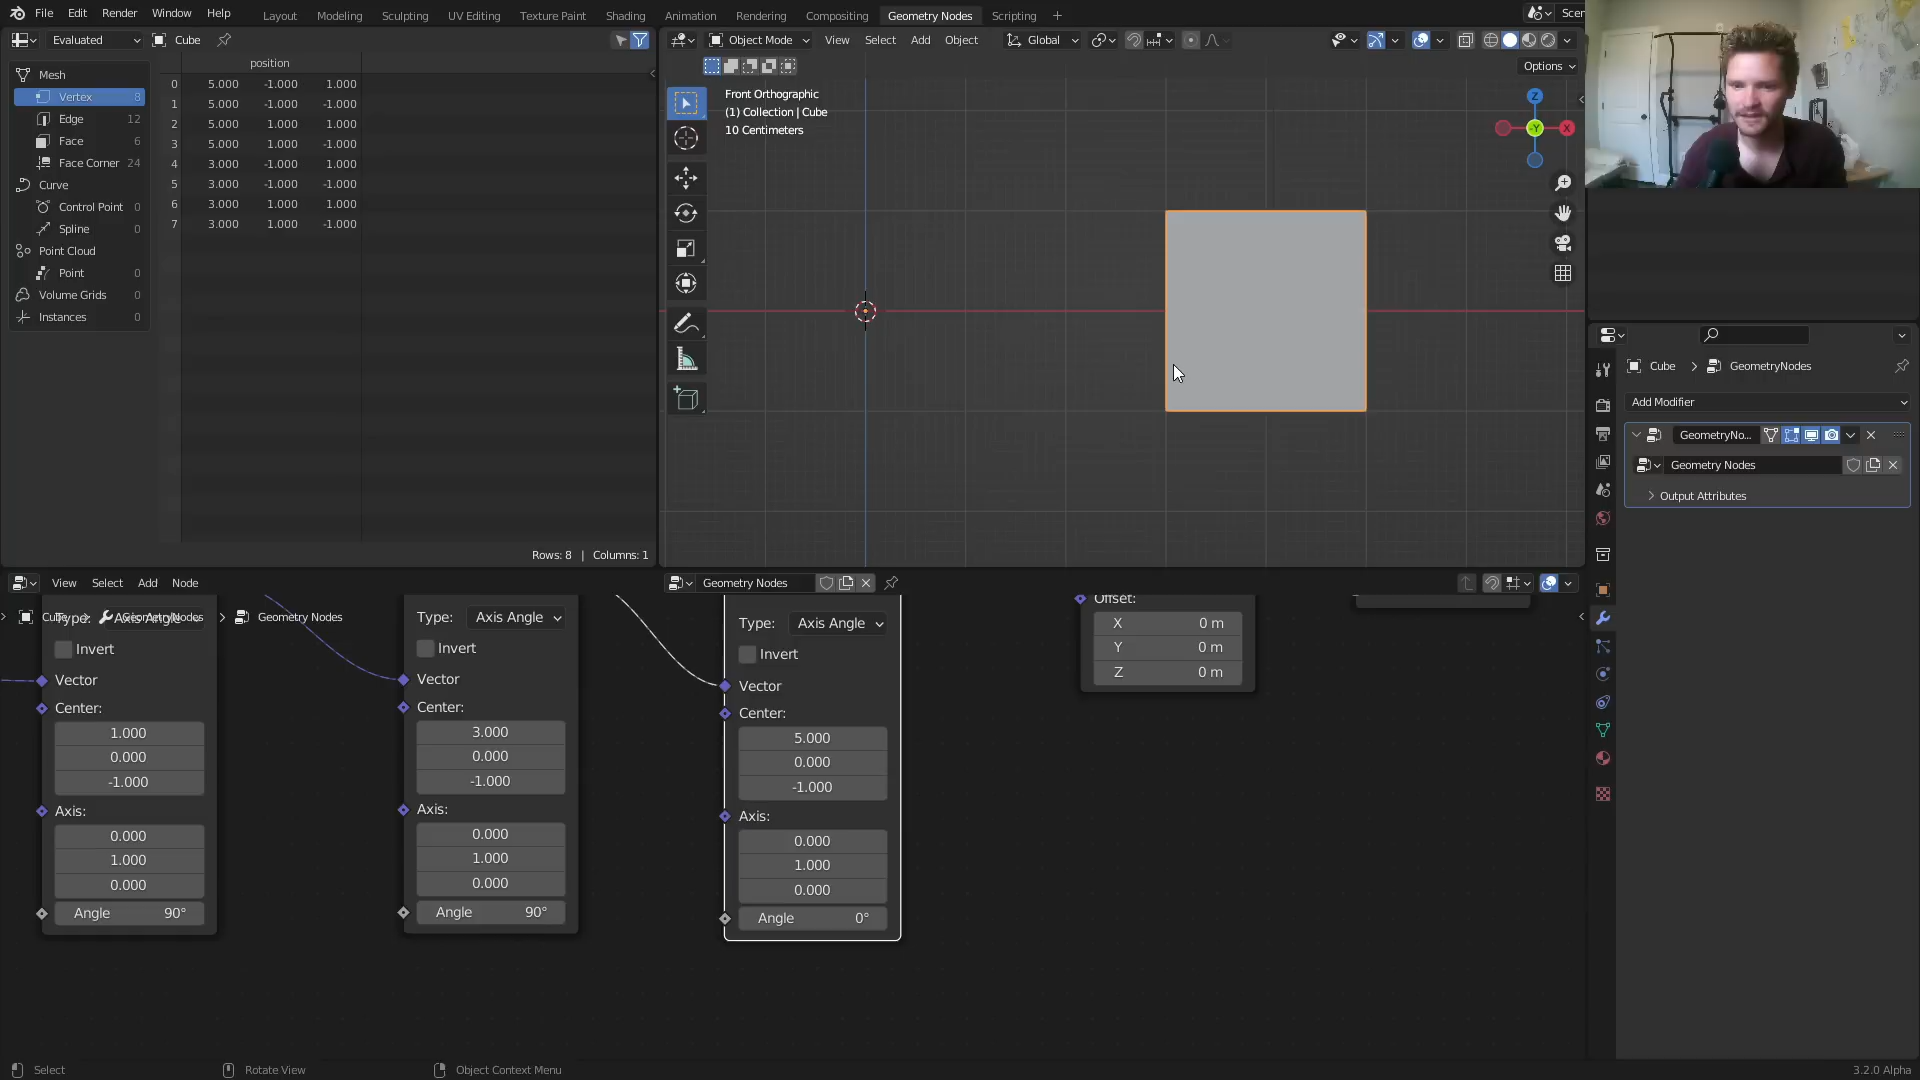 File Edit Render Window Help
Layout Modeling Sculpting UV Editing Texture Paint Shading Animation Rendering Compositing Geometry Nodes Scripting
Scen
Evaluated Cube
Object Mode View Select Add Object Global
Options
position
Mesh
Vertex 8
Edge 12
Face 6
Face Corner 24
Curve
Control Point 0
Spline 0
Point Cloud
Point 0
Volume Grids 0
Instances 0
0 5.000 -1.000 1.000
1 5.000 -1.000 -1.000
2 5.000 1.000 1.000
3 5.000 1.000 -1.000
4 3.000 -1.000 1.000
5 3.000 -1.000 -1.000
6 3.000 1.000 1.000
7 3.000 1.000 -1.000
Rows: 8 | Columns: 1
Front Orthographic
(1) Collection | Cube
10 Centimeters
Z
-Y
X
Cube GeometryNodes
Add Modifier
GeometryNo...
Geometry Nodes
Output Attributes
View Select Add Node
Geometry Nodes
Cube GeometryNodes Geometry Nodes
Type: Axis Angle
Invert
Vector
Center:
1.000
0.000
-1.000
Axis:
0.000
1.000
0.000
Angle 90°
Type: Axis Angle
Invert
Vector
Center:
3.000
0.000
-1.000
Axis:
0.000
1.000
0.000
Angle 90°
Type: Axis Angle
Invert
Vector
Center:
5.000
0.000
-1.000
Axis:
0.000
1.000
0.000
Angle 0°
Offset:
X 0 m
Y 0 m
Z 0 m
Select Rotate View Object Context Menu
3.2.0 Alpha